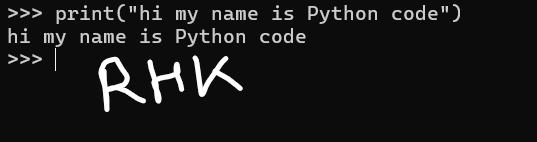 >>> print("hi my name is Python code")
hi my name is Python code
>>>
RHK